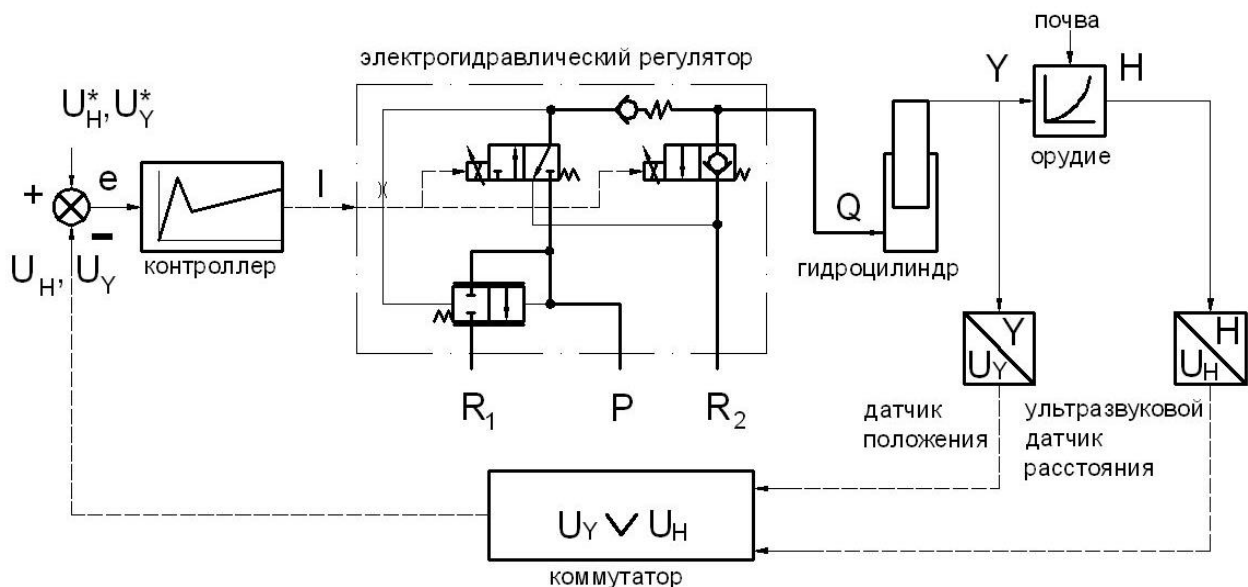 почва
электрогидравлический регулятор
Y
H
U*H, U*Y
орудие
+
e
I
Q
−
контроллер
гидроцилиндр
UH, UY
Y
UY
H
UH
R1
P
R2
датчик
положения
ультразвуковой
датчик
расстояния
UY ∨ UH
коммутатор